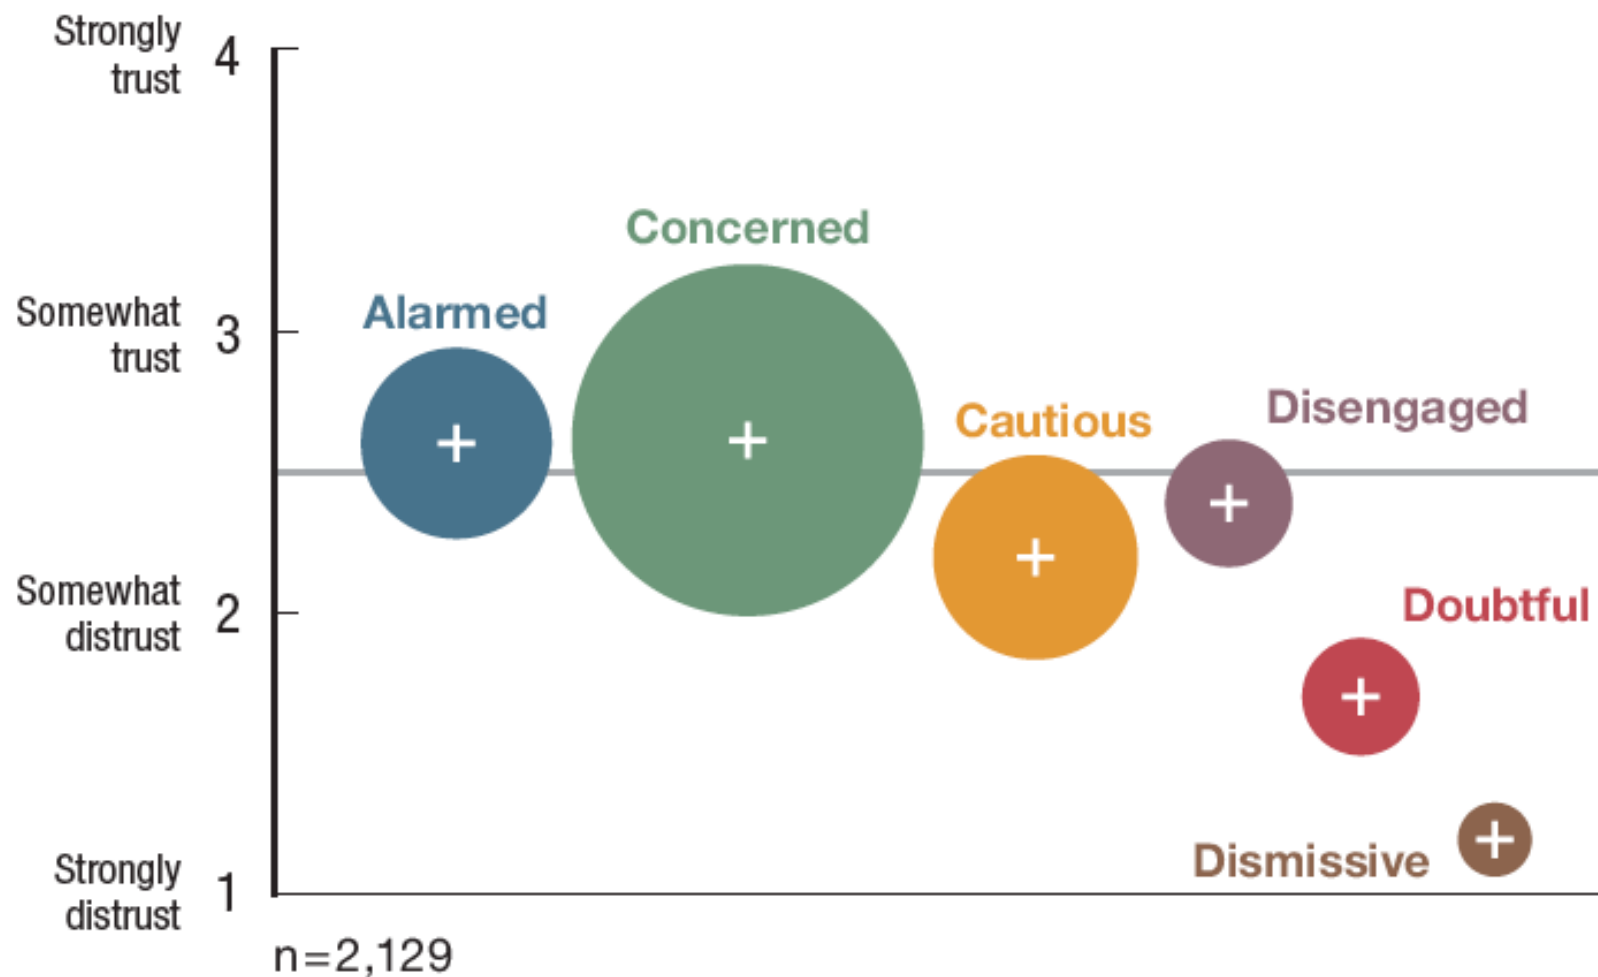 Strongly
trust
4
Concerned
Alarmed
Somewhat
trust
3
Disengaged
Cautious
Somewhat
distrust
2
Doubtful
Dismissive
Strongly
distrust
1
n=2,129